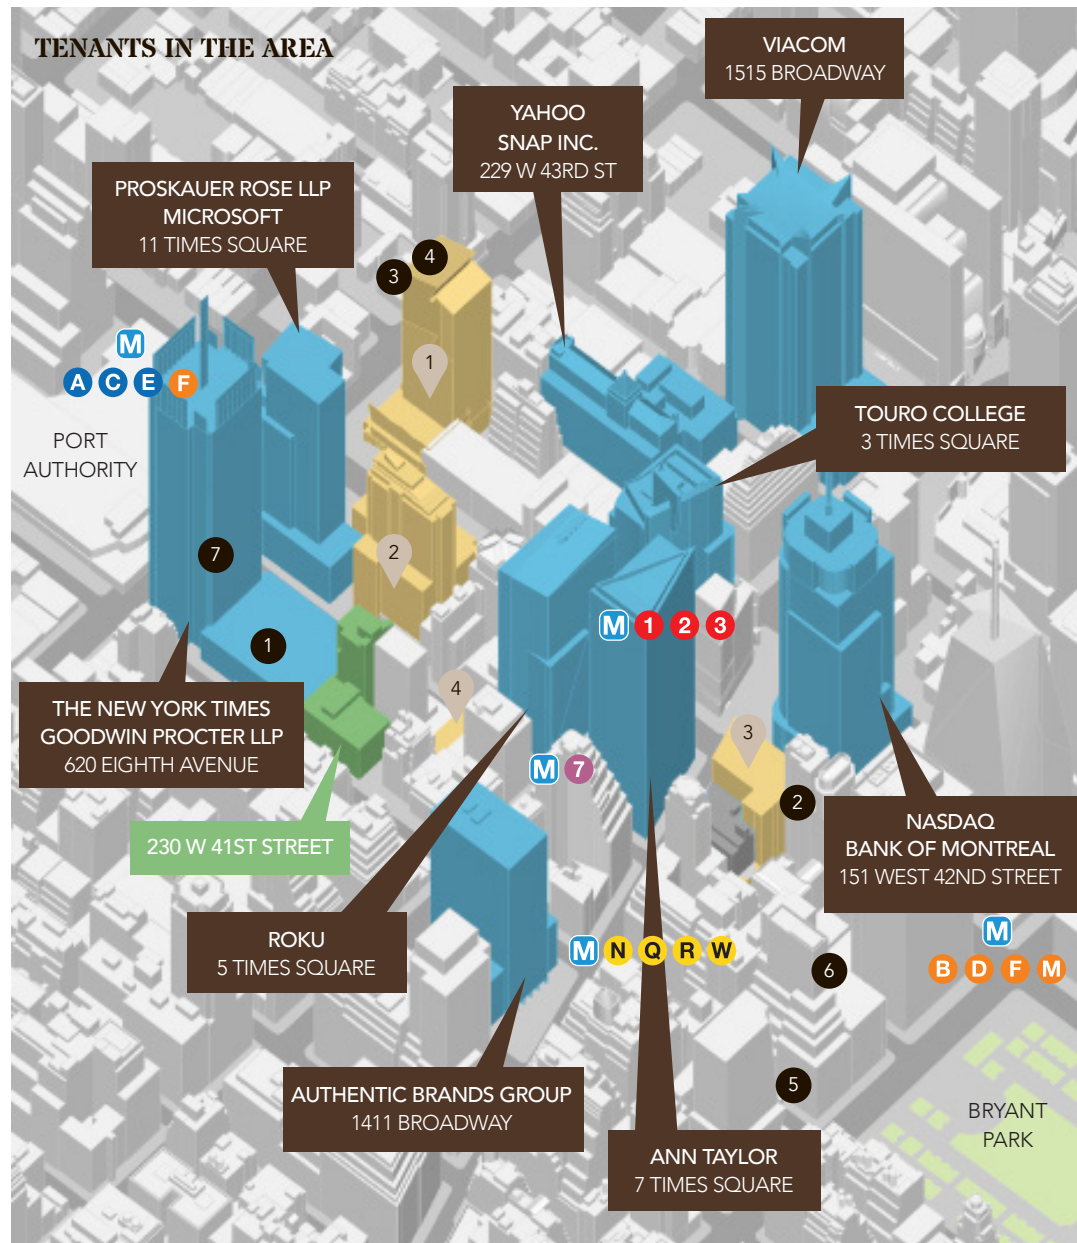 TENANTS IN THE AREA
VIACOM
1515 BROADWAY
YAHOO
SNAP INC.
229 W 43RD ST
PROSKAUER ROSE LLP
MICROSOFT
11 TIMES SQUARE
3
4
1
M
A C E F
PORT
AUTHORITY
TOURO COLLEGE
3 TIMES SQUARE
7
2
1
M 1 2 3
THE NEW YORK TIMES
GOODWIN PROCTER LLP
620 EIGHTH AVENUE
4
3
M 7
2
230 W 41ST STREET
NASDAQ
BANK OF MONTREAL
151 WEST 42ND STREET
ROKU
5 TIMES SQUARE
M N Q R W
M
B D F M
6
5
AUTHENTIC BRANDS GROUP
1411 BROADWAY
BRYANT
PARK
ANN TAYLOR
7 TIMES SQUARE